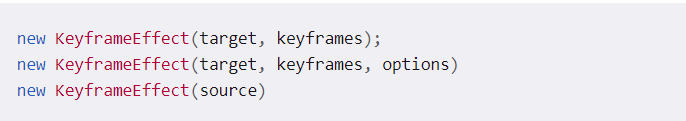 new KeyframeEffect(target, keyframes);
new KeyframeEffect(target, keyframes, options)
new KeyframeEffect(source)